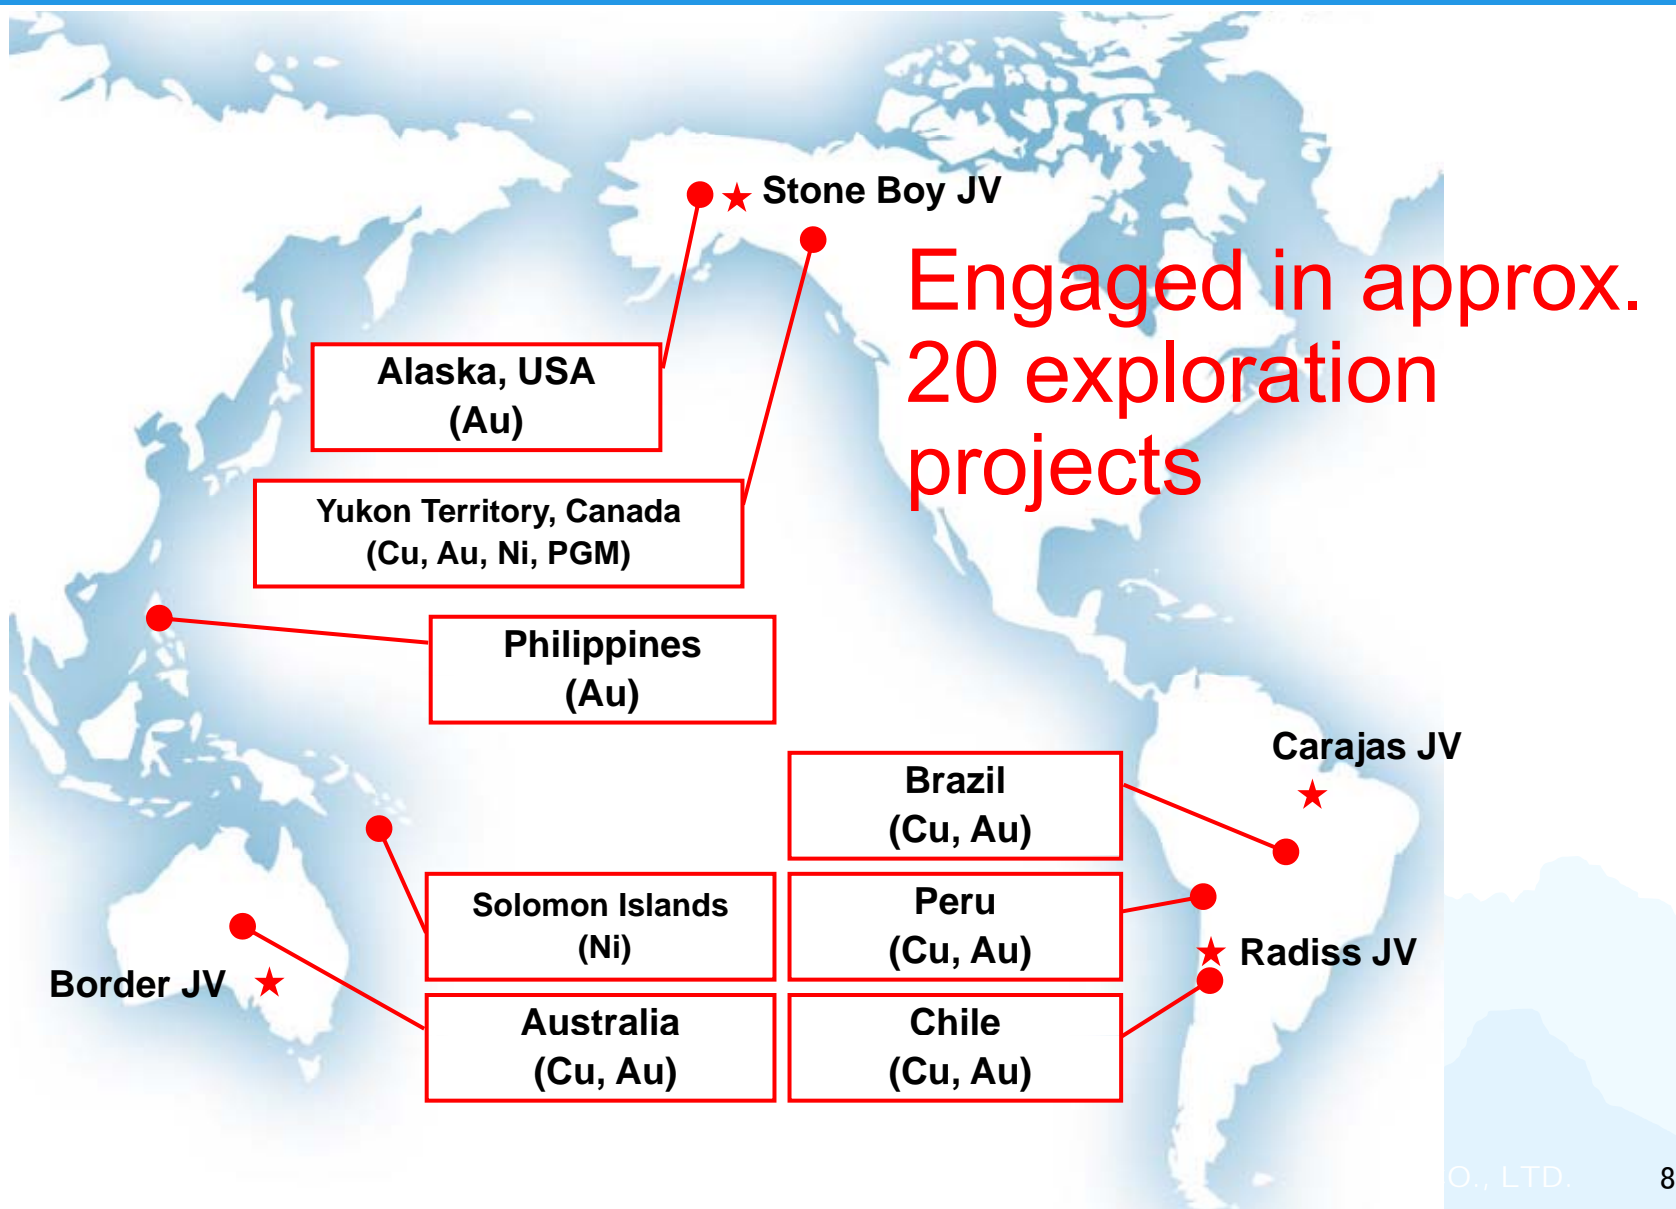 Stone Boy JV
Engaged in approx.
20 exploration
projects
Alaska, USA
(Au)
Yukon Territory, Canada
(Cu, Au, Ni, PGM)
Philippines
(Au)
Carajas JV
Brazil
(Cu, Au)
Solomon Islands
(Ni)
Peru
(Cu, Au)
Radiss JV
Border JV
Australia
(Cu, Au)
Chile
(Cu, Au)
O., LTD.
8